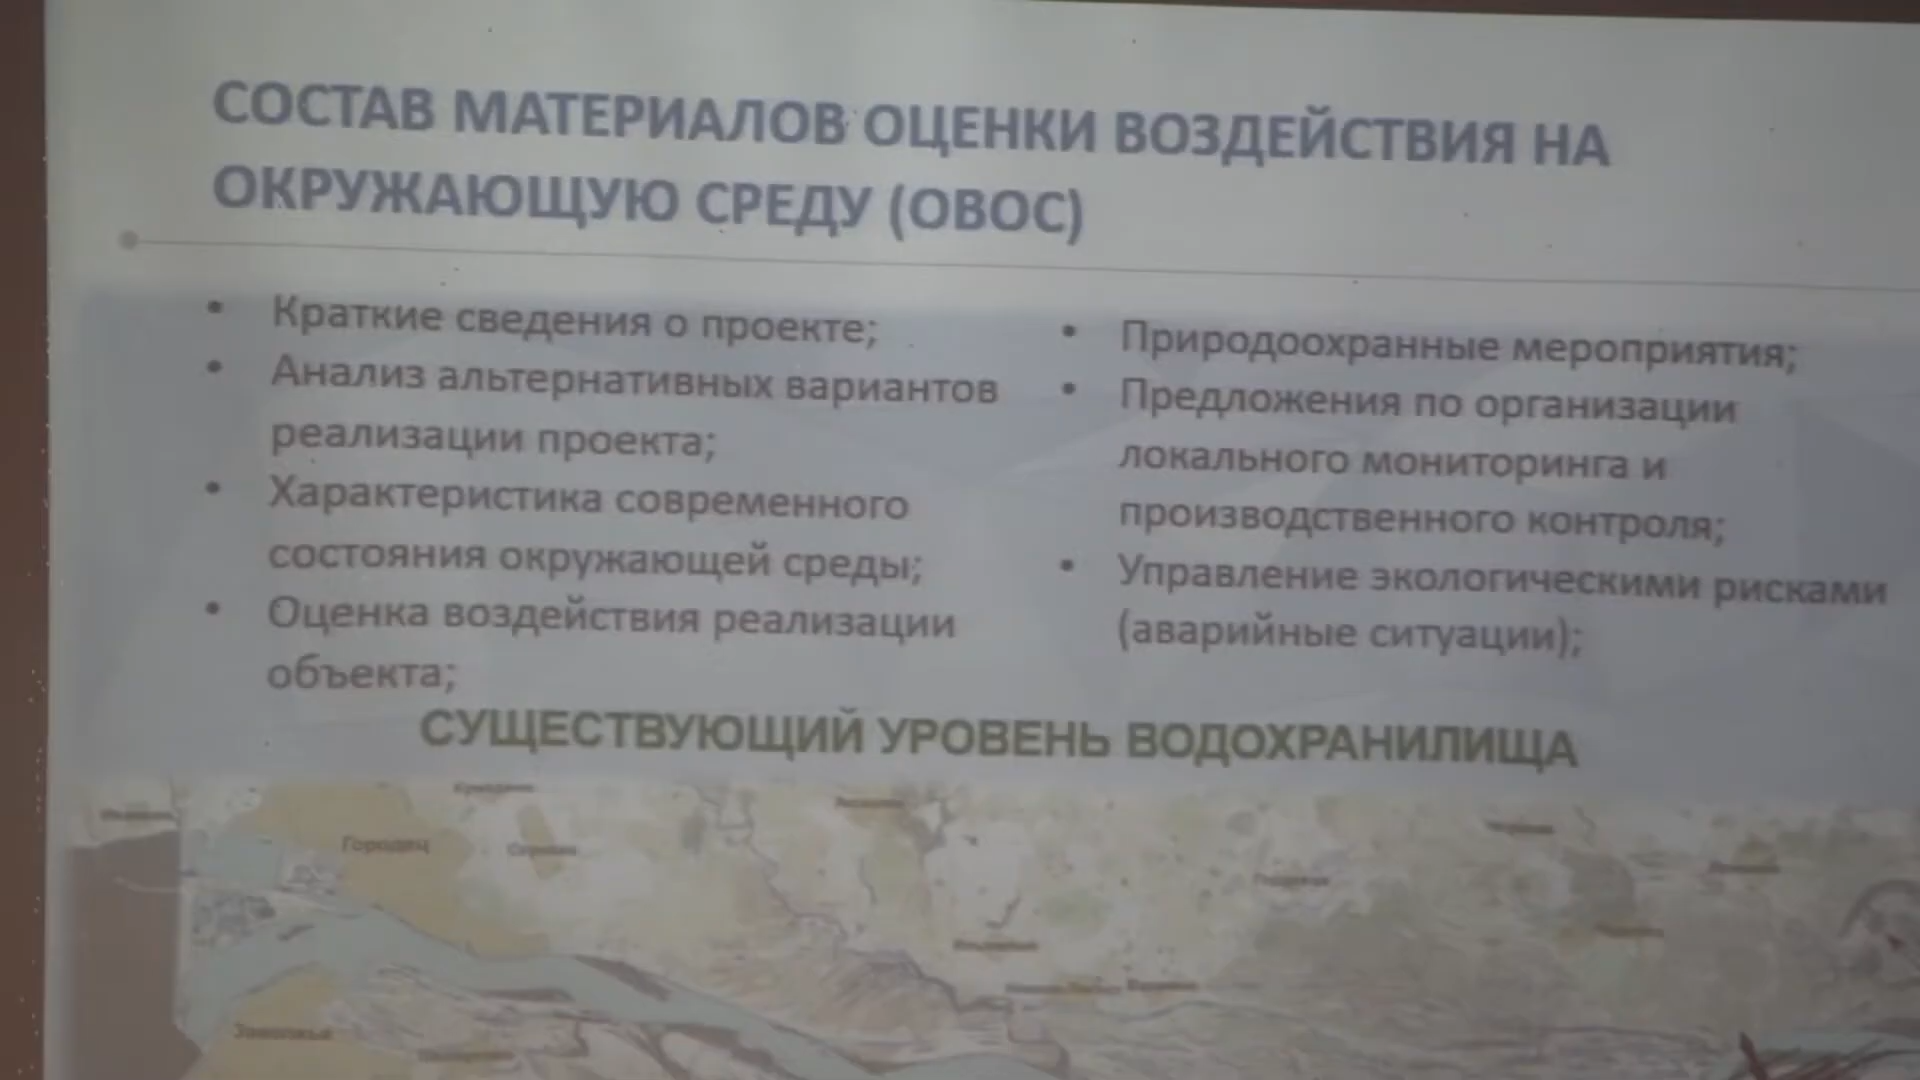 СОСТАВ МАТЕРИАЛОВ ОЦЕНКИ ВОЗДЕЙСТВИЯ НА
ОКРУЖАЮЩУЮ СРЕДУ (ОВОС)
• Краткие сведения о проекте;
• Анализ альтернативных вариантов
реализации проекта;
• Характеристика современного
состояния окружающей среды;
• Оценка воздействия реализации
объекта;
• Природоохранные мероприятия;
• Предложения по организации
локального мониторинга и
производственного контроля;
• Управление экологическими рисками
(аварийные ситуации);
СУЩЕСТВУЮЩИЙ УРОВЕНЬ ВОДОХРАНИЛИЩА
Городец
Заволжье